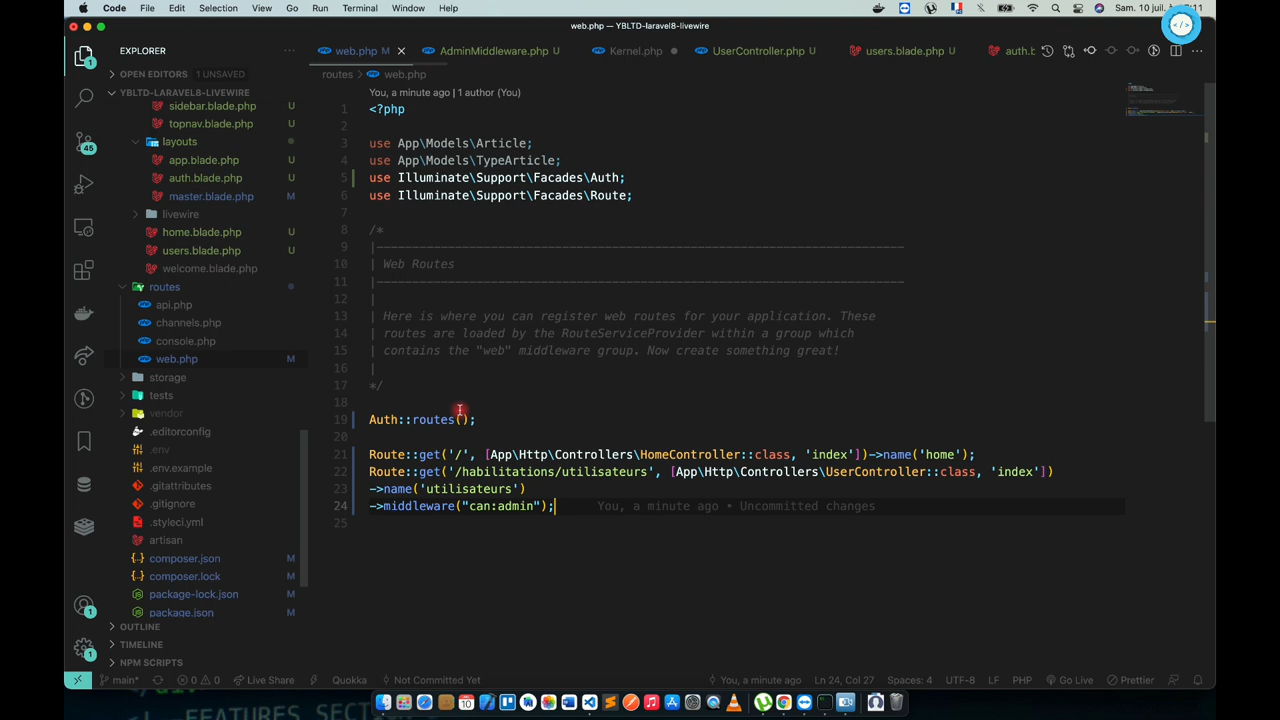 Code File Edit Selection View Go Run Terminal Window Help
Sam. 10 juil.
web.php — YBLTD-laravel8-livewire
EXPLORER
web.php M
AdminMiddleware.php U
Kernel.php
UserController.php U
users.blade.php U
auth.b
OPEN EDITORS 1 UNSAVED
YBLTD-LARAVEL8-LIVEWIRE
sidebar.blade.php U
topnav.blade.php U
layouts
app.blade.php U
auth.blade.php U
master.blade.php M
livewire
home.blade.php U
users.blade.php U
welcome.blade.php
routes
api.php
channels.php
console.php
web.php M
storage
tests
vendor
.editorconfig
.env
.env.example
.gitattributes
.gitignore
.styleci.yml
artisan
composer.json M
composer.lock M
package-lock.json M
package.json M
OUTLINE
TIMELINE
NPM SCRIPTS
routes > web.php
You, a minute ago | 1 author (You)
1 <?php
2
3 use App\Models\Article;
4 use App\Models\TypeArticle;
5 use Illuminate\Support\Facades\Auth;
6 use Illuminate\Support\Facades\Route;
7
8 /*
9 |--------------------------------------------------------------------------
10 | Web Routes
11 |--------------------------------------------------------------------------
12 |
13 | Here is where you can register web routes for your application. These
14 | routes are loaded by the RouteServiceProvider within a group which
15 | contains the "web" middleware group. Now create something great!
16 |
17 */
18
19 Auth::routes();
20
21 Route::get('/', [App\Http\Controllers\HomeController::class, 'index'])->name('home');
22 Route::get('/habilitations/utilisateurs', [App\Http\Controllers\UserController::class, 'index'])
23 ->name('utilisateurs')
24 ->middleware("can:admin"); You, a minute ago • Uncommitted changes
25
1
45
1
1
main* 0 0 Live Share Quokka Not Committed Yet
You, a minute ago Ln 24, Col 27 Spaces: 4 UTF-8 LF PHP Go Live Prettier
FEATURES SECTION